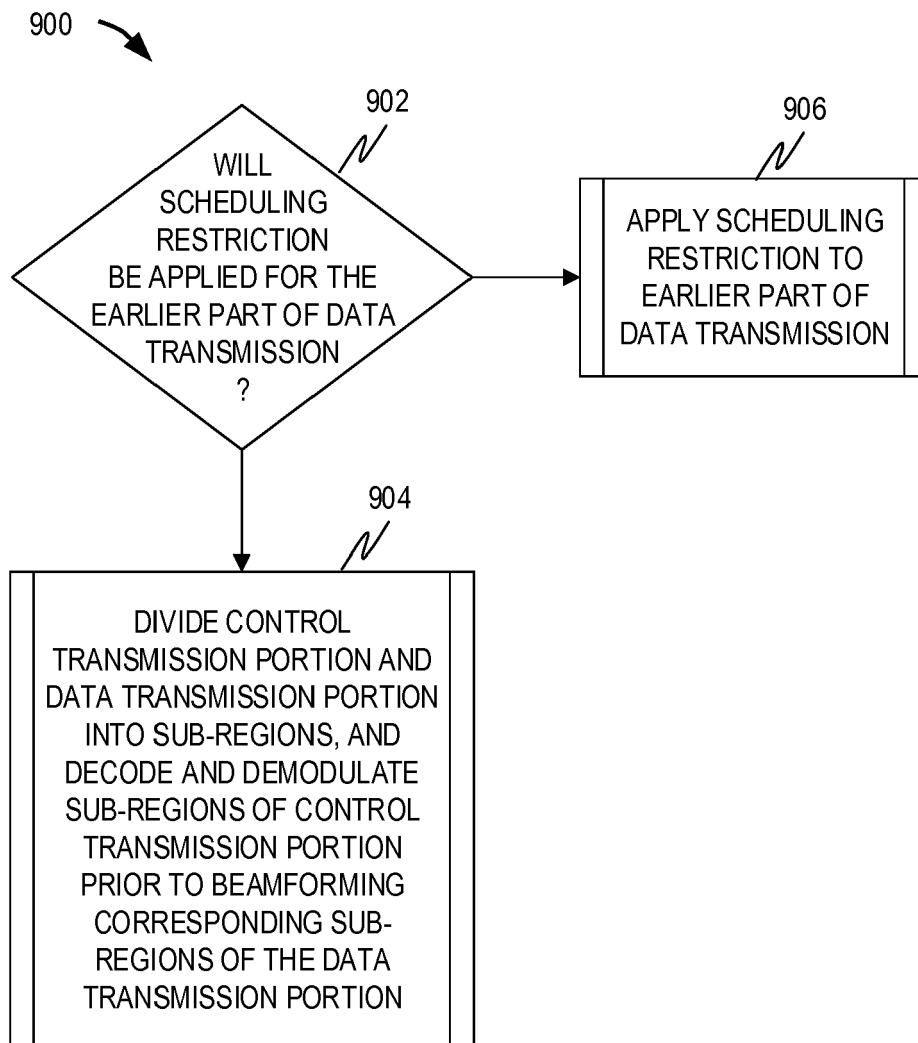 900
902
WILL
SCHEDULING
RESTRICTION
BE APPLIED FOR THE
EARLIER PART OF DATA
TRANSMISSION
?
906
APPLY SCHEDULING
RESTRICTION TO
EARLIER PART OF
DATA TRANSMISSION
904
DIVIDE CONTROL
TRANSMISSION PORTION AND
DATA TRANSMISSION PORTION
INTO SUB-REGIONS, AND
DECODE AND DEMODULATE
SUB-REGIONS OF CONTROL
TRANSMISSION PORTION
PRIOR TO BEAMFORMING
CORRESPONDING SUB-
REGIONS OF THE DATA
TRANSMISSION PORTION